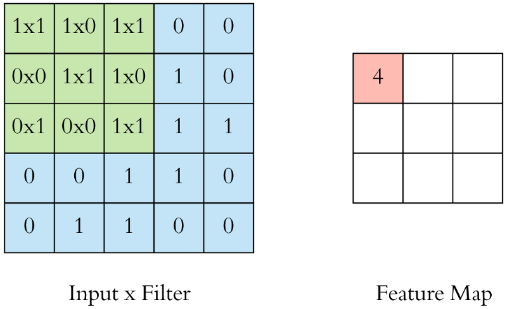 1x1 1x0 1x1 0 0
0x0 1x1 1x0 1 0
4
0x1 0x0 1x1 1 1
0 0 1 1 0
0 1 1 0 0
Input x Filter
Feature Map